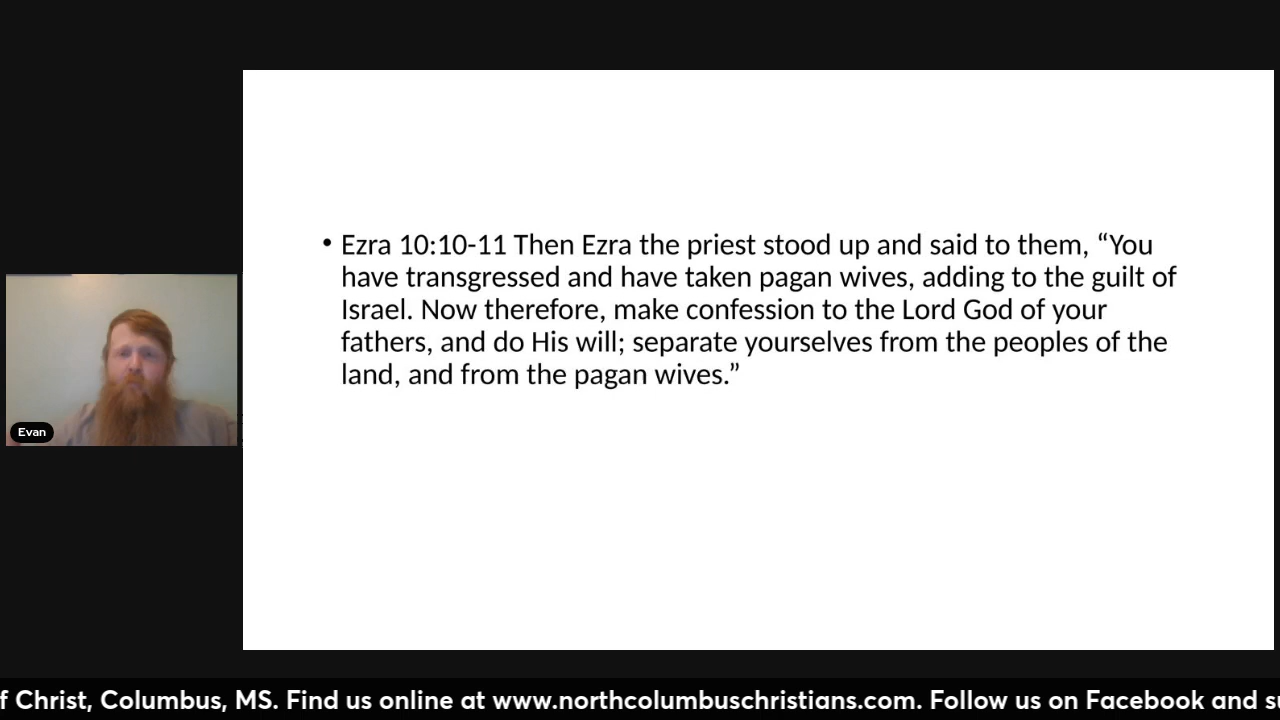 • Ezra 10:10-11 Then Ezra the priest stood up and said to them, “You
have transgressed and have taken pagan wives, adding to the guilt of
Israel. Now therefore, make confession to the Lord God of your
fathers, and do His will; separate yourselves from the peoples of the
land, and from the pagan wives.”
Evan
f Christ, Columbus, MS. Find us online at www.northcolumbuschristians.com. Follow us on Facebook and s